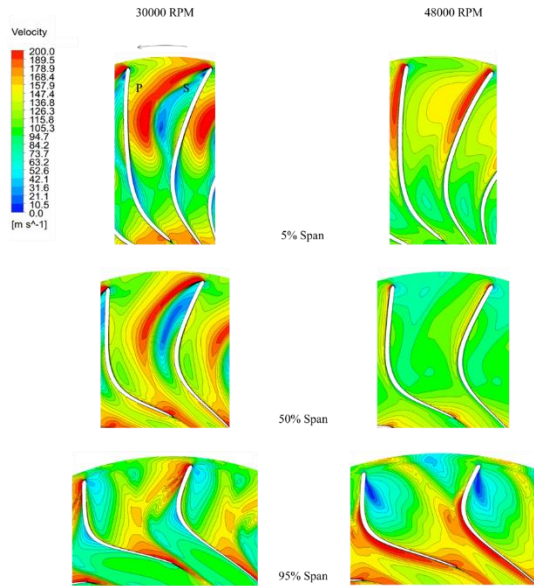 30000 RPM
48000 RPM
Velocity
200.0
189.5
178.9
168.4
157.9
147.4
136.8
126.3
115.8
105.3
94.7
84.2
73.7
63.2
52.6
42.1
31.6
21.1
10.5
0.0
[m s^-1]
P
S
5% Span
50% Span
95% Span